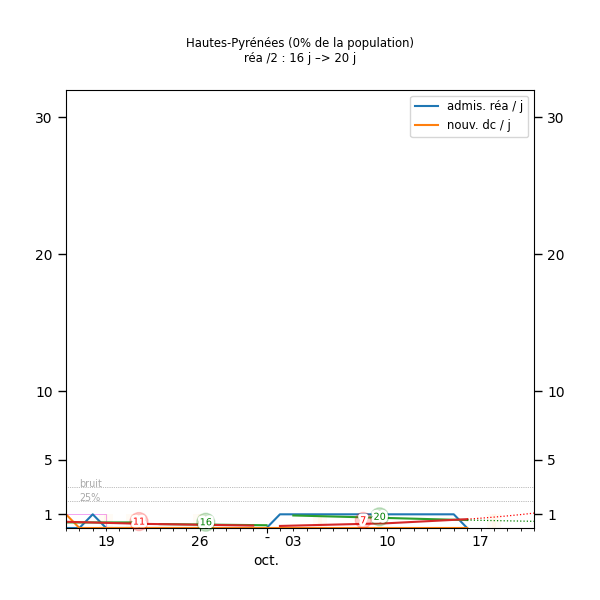 Hautes-Pyrénées (0% de la population)
réa /2 : 16 j –> 20 j
admis. réa / j
nouv. dc / j
30 30
20 20
10 10
5 5
bruit
25%
1 1
11 16 7 -20
19 26 - 03 10 17
oct.